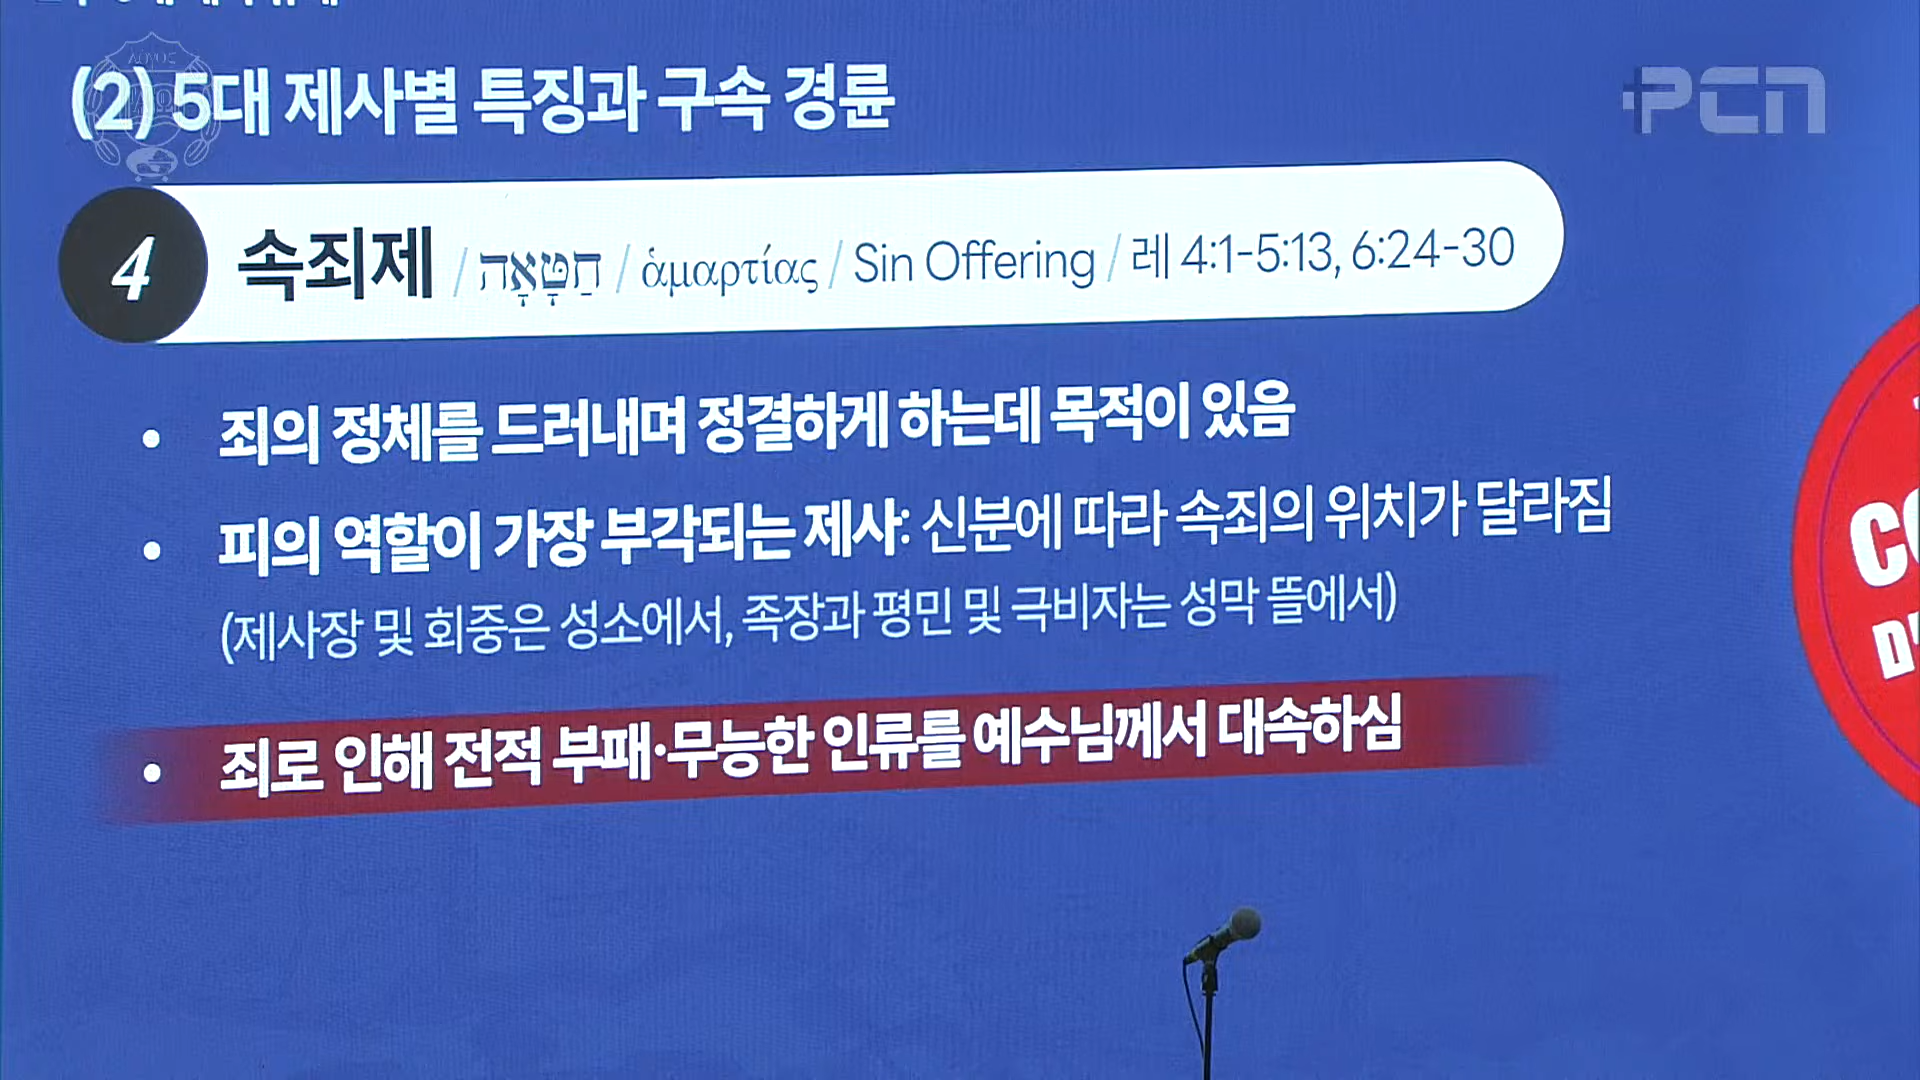 (2) 5대 제사별 특징과 구속 경륜
PCN
4 속죄제 / חַטָּאָה / ἁμαρτίας / Sin Offering / 레 4:1-5:13, 6:24-30
• 죄의 정체를 드러내며 정결하게 하는데 목적이 있음
• 피의 역할이 가장 부각되는 제사: 신분에 따라 속죄의 위치가 달라짐
(제사장 및 회중은 성소에서, 족장과 평민 및 극비자는 성막 뜰에서)
• 죄로 인해 전적 부패·무능한 인류를 예수님께서 대속하심